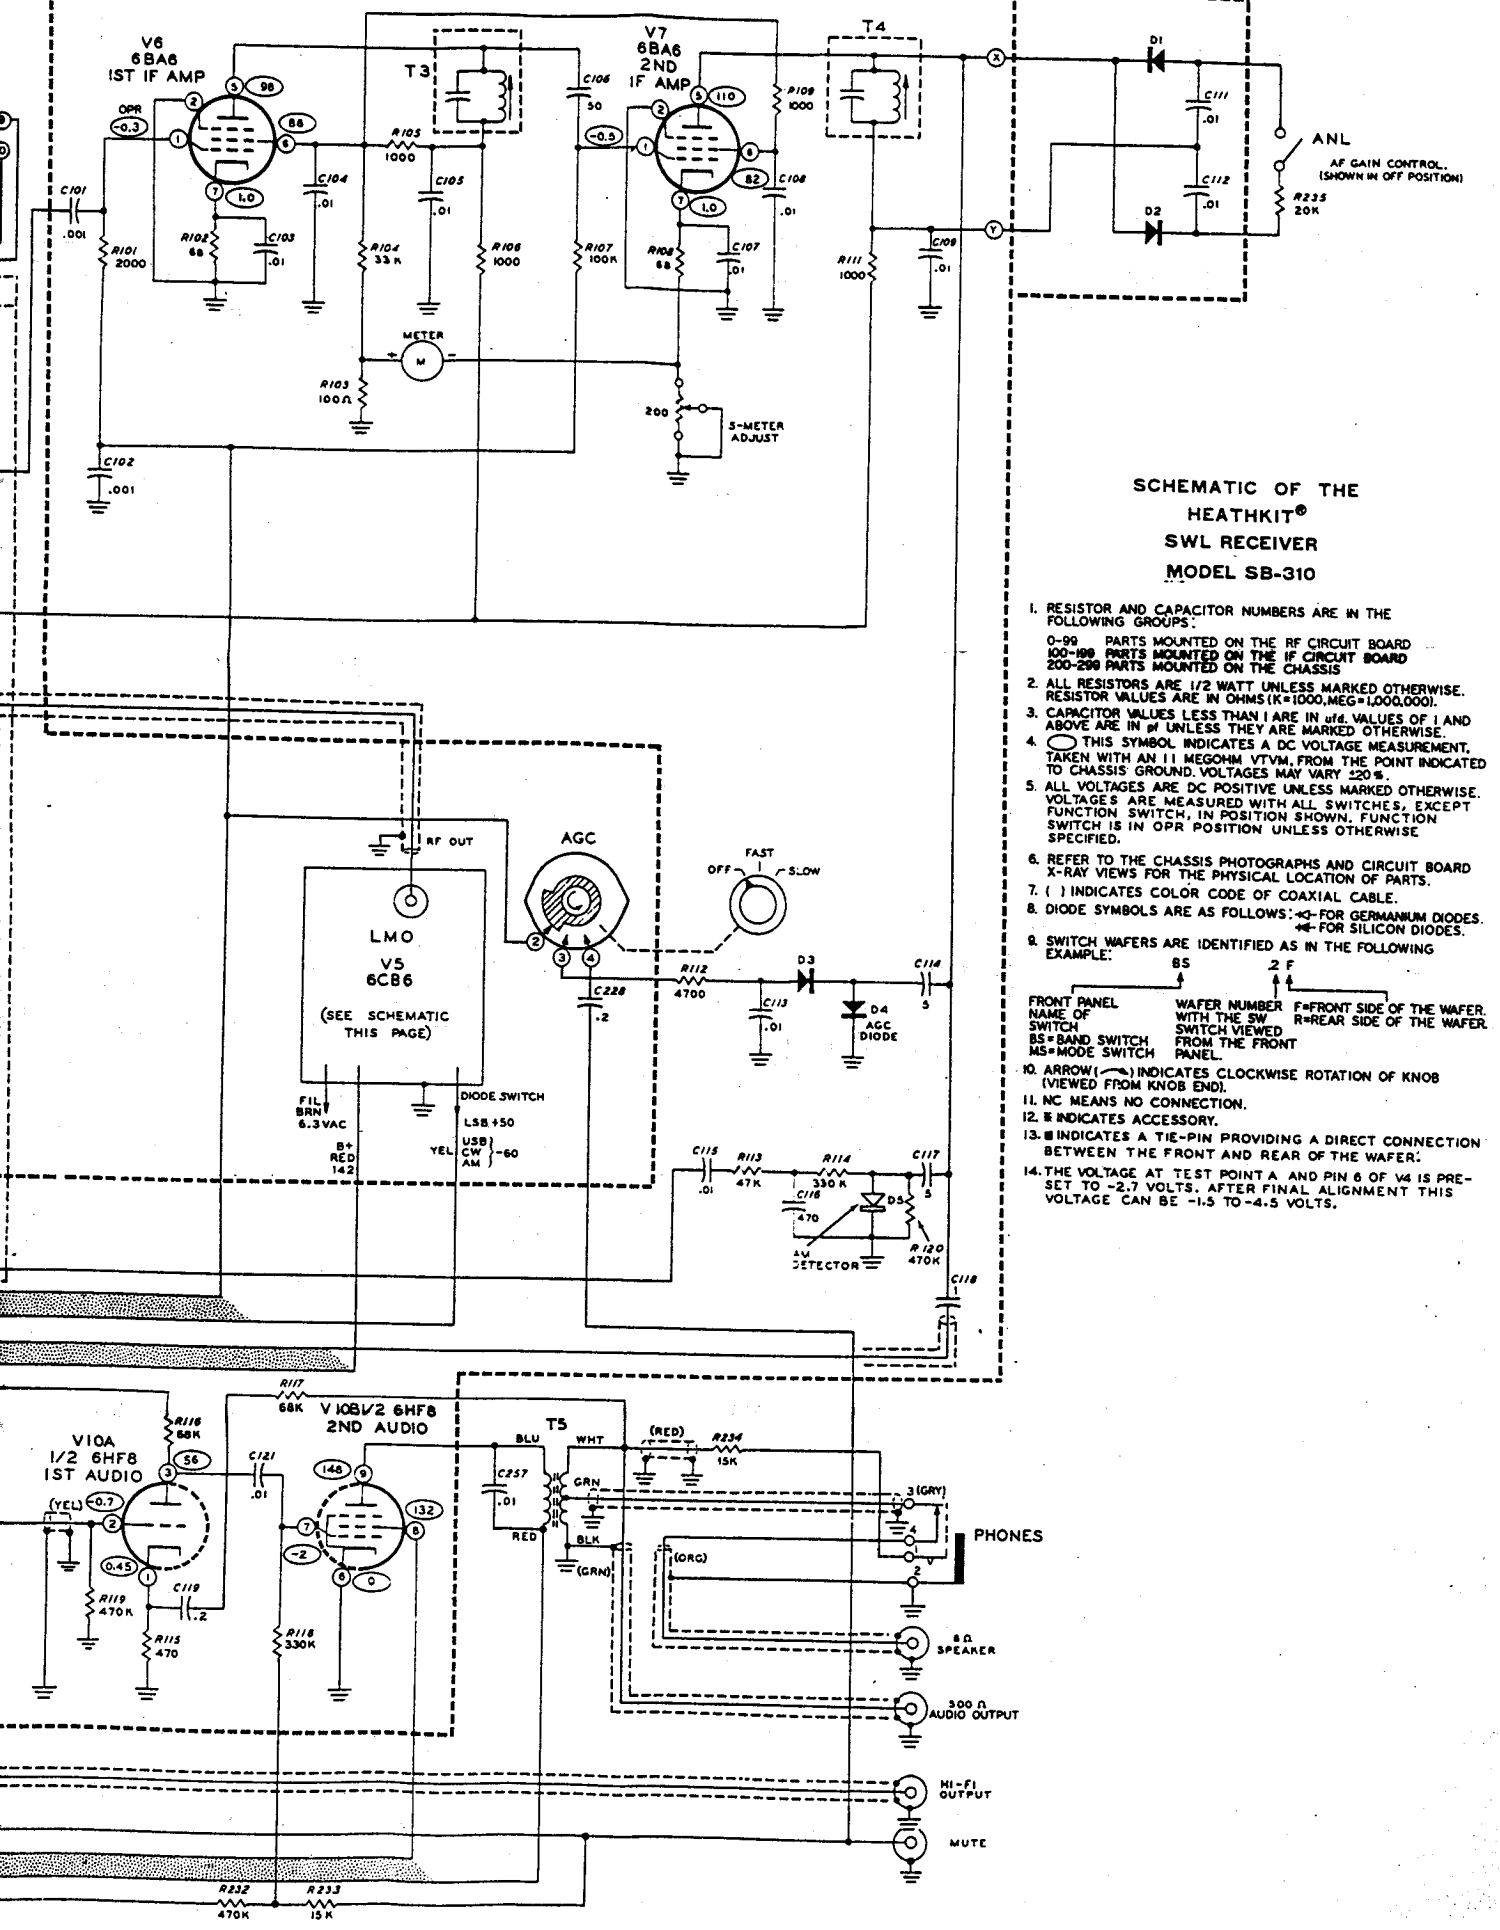 V6
6BA6
1ST IF AMP
OPR
-0.3
98
88
1.0
2
5
1
6
7
C101
.001
R101
2000
R102
68
C103
.01
C104
.01
R104
33K
R105
1000
T3
C105
.01
R106
1000
C106
50
R107
100K
V7
6BA6
2ND
IF AMP
110
-0.5
82
1.0
2
5
1
6
7
R109
1000
C108
.01
R108
68
C107
.01
T4
R111
1000
C109
.01
X
Y
D1
D2
C111
.01
C112
.01
ANL
AF GAIN CONTROL.
(SHOWN IN OFF POSITION)
R235
20K
METER
+ M -
R103
100Ω
200
S-METER
ADJUST
C102
.001
SCHEMATIC OF THE
HEATHKIT®
SWL RECEIVER
MODEL SB-310
1. RESISTOR AND CAPACITOR NUMBERS ARE IN THE
FOLLOWING GROUPS:
0-99 PARTS MOUNTED ON THE RF CIRCUIT BOARD
100-199 PARTS MOUNTED ON THE IF CIRCUIT BOARD
200-299 PARTS MOUNTED ON THE CHASSIS
2. ALL RESISTORS ARE 1/2 WATT UNLESS MARKED OTHERWISE.
RESISTOR VALUES ARE IN OHMS (K=1000, MEG=1,000,000).
3. CAPACITOR VALUES LESS THAN 1 ARE IN ufd. VALUES OF 1 AND
ABOVE ARE IN pf UNLESS THEY ARE MARKED OTHERWISE.
4. THIS SYMBOL INDICATES A DC VOLTAGE MEASUREMENT,
TAKEN WITH AN 11 MEGOHM VTVM, FROM THE POINT INDICATED
TO CHASSIS GROUND. VOLTAGES MAY VARY ±20%.
5. ALL VOLTAGES ARE DC POSITIVE UNLESS MARKED OTHERWISE.
VOLTAGES ARE MEASURED WITH ALL SWITCHES, EXCEPT
FUNCTION SWITCH, IN POSITION SHOWN. FUNCTION
SWITCH IS IN OPR POSITION UNLESS OTHERWISE
SPECIFIED.
6. REFER TO THE CHASSIS PHOTOGRAPHS AND CIRCUIT BOARD
X-RAY VIEWS FOR THE PHYSICAL LOCATION OF PARTS.
7. ( ) INDICATES COLOR CODE OF COAXIAL CABLE.
8. DIODE SYMBOLS ARE AS FOLLOWS: FOR GERMANIUM DIODES.
FOR SILICON DIODES.
9. SWITCH WAFERS ARE IDENTIFIED AS IN THE FOLLOWING
EXAMPLE:
BS 2 F
FRONT PANEL
NAME OF
SWITCH
BS=BAND SWITCH
MS=MODE SWITCH
WAFER NUMBER
WITH THE SW
SWITCH VIEWED
FROM THE FRONT
PANEL.
F=FRONT SIDE OF THE WAFER.
R=REAR SIDE OF THE WAFER
10. ARROW ( ) INDICATES CLOCKWISE ROTATION OF KNOB
(VIEWED FROM KNOB END).
11. NC MEANS NO CONNECTION.
12. * INDICATES ACCESSORY.
13. ■ INDICATES A TIE-PIN PROVIDING A DIRECT CONNECTION
BETWEEN THE FRONT AND REAR OF THE WAFER.
14. THE VOLTAGE AT TEST POINT A AND PIN 6 OF V4 IS PRE-
SET TO -2.7 VOLTS. AFTER FINAL ALIGNMENT THIS
VOLTAGE CAN BE -1.5 TO -4.5 VOLTS.
RF OUT
LMO
V5
6CB6
(SEE SCHEMATIC
THIS PAGE)
FIL
BRN
6.3VAC
B+
RED
142
DIODE SWITCH
LSB +50
YEL
USB
CW
AM
-60
AGC
2
3
4
OFF
FAST
SLOW
C228
.2
R112
4700
D3
C113
.01
D4
AGC
DIODE
C114
5
C115
.01
R113
47K
R114
330K
C116
470
D5
C117
5
R120
470K
AM
DETECTOR
C118
R117
68K
R116
68K
V10A
1/2 6HF8
1ST AUDIO
56
3
(YEL)
-0.7
2
0.45
1
R119
470K
C119
.2
R115
470
C121
.01
V10B 1/2 6HF8
2ND AUDIO
148
9
132
8
7
-2
6
0
R118
330K
C257
.01
T5
BLU
RED
WHT
GRN
BLK
(GRN)
(RED)
R234
15K
(ORG)
3 (GRY)
4
1
2
PHONES
8Ω
SPEAKER
500 Ω
AUDIO OUTPUT
HI-FI
OUTPUT
MUTE
R232
470K
R233
15K